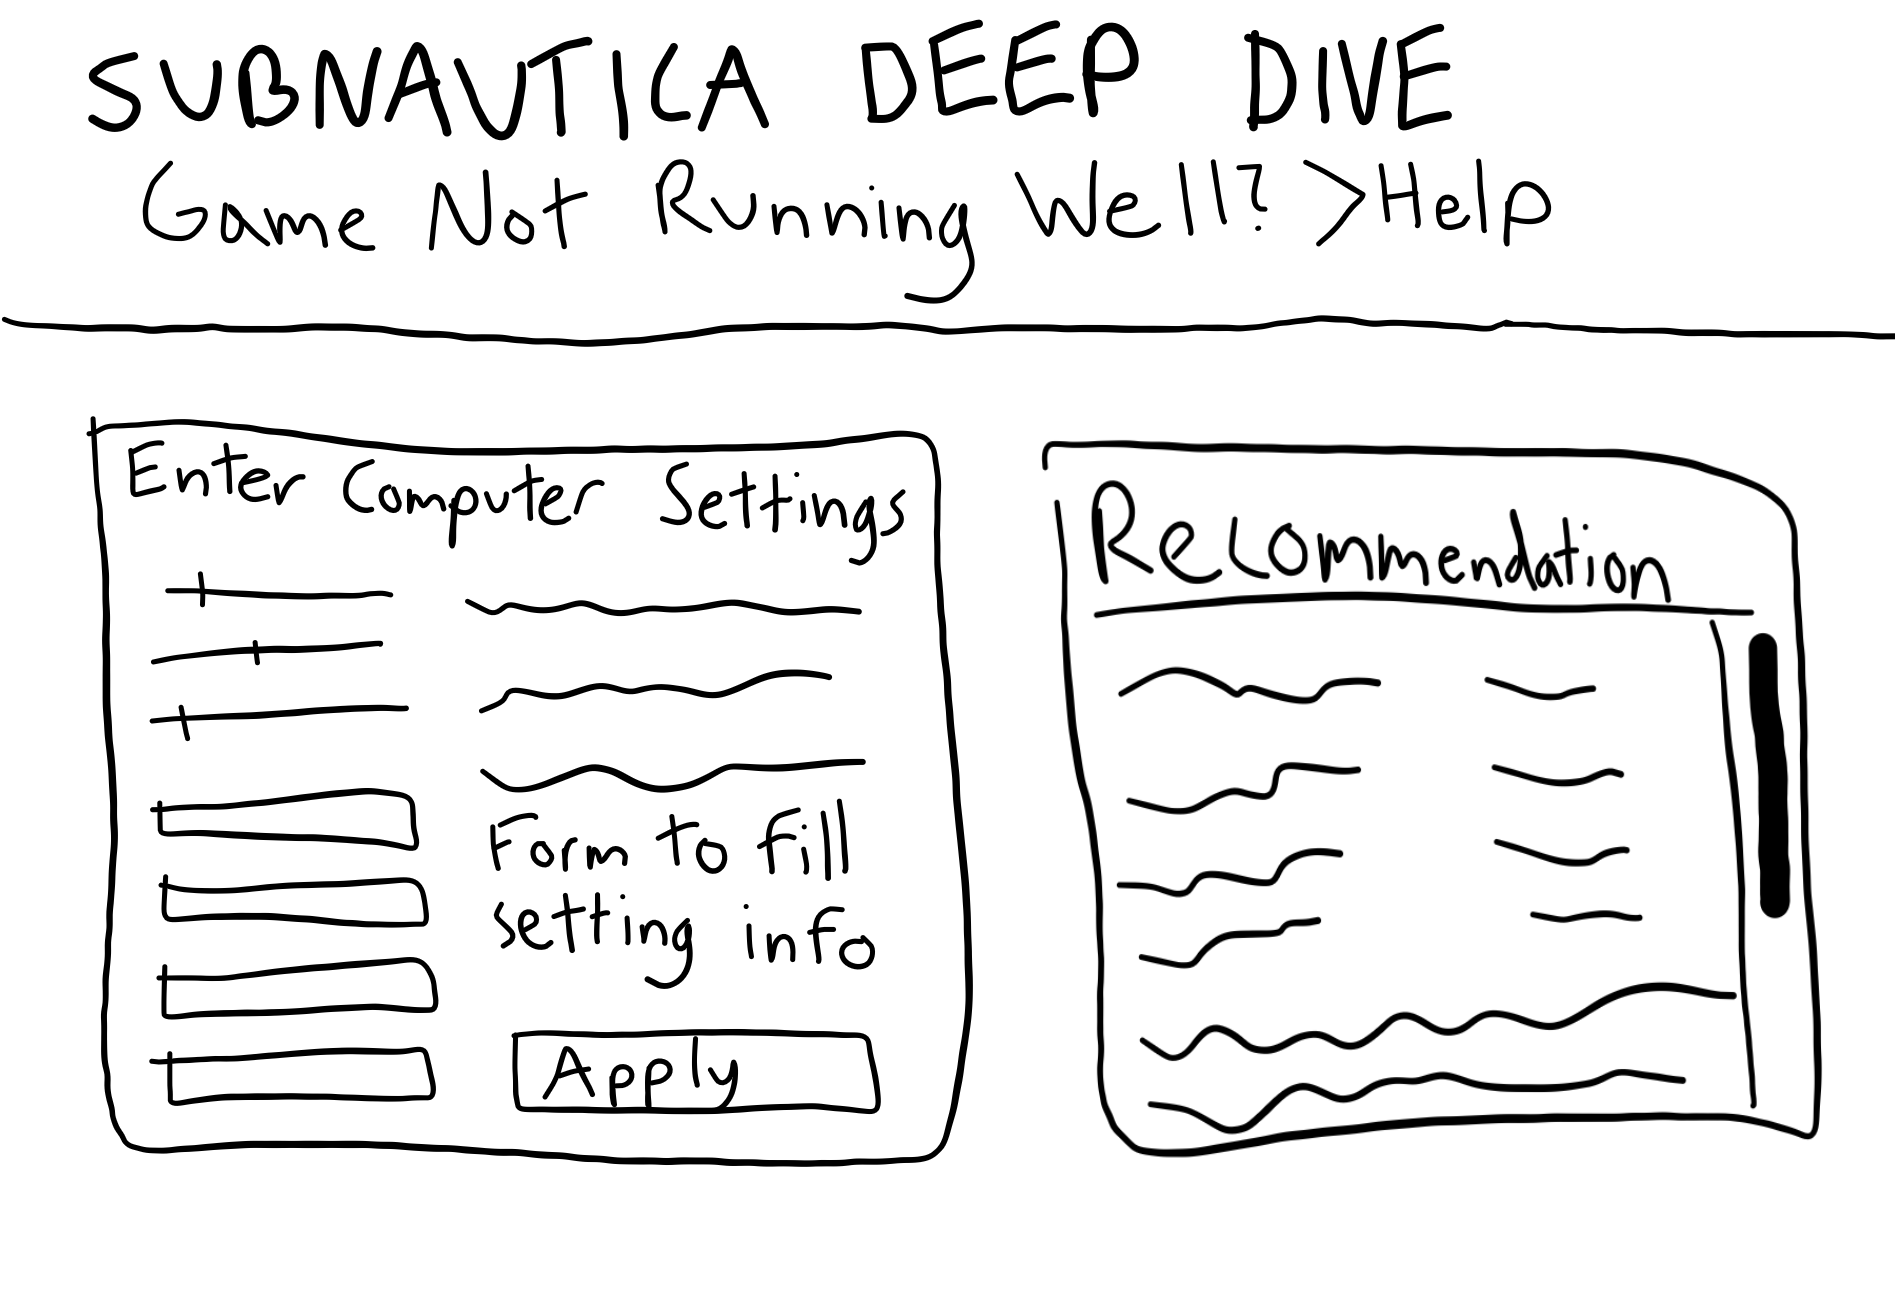 SUBNAUTICA DEEP DIVE
Game Not Running Well? >Help
Enter Computer Settings
Form to fill
setting info
Apply
Recommendation